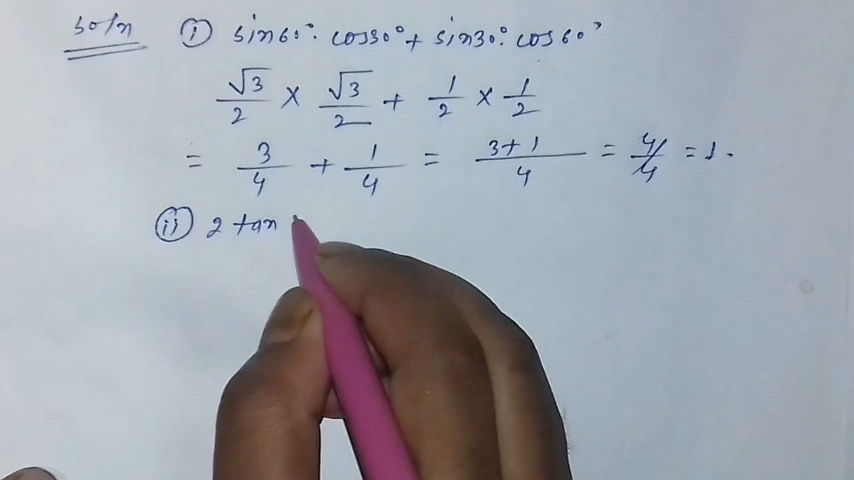 Soln (i) sin60°. cos30° + sin30°. cos60°
√3/2 × √3/2 + 1/2 × 1/2
= 3/4 + 1/4 = 3+1/4 = 4/4 = 1.
(ii) 2 tan